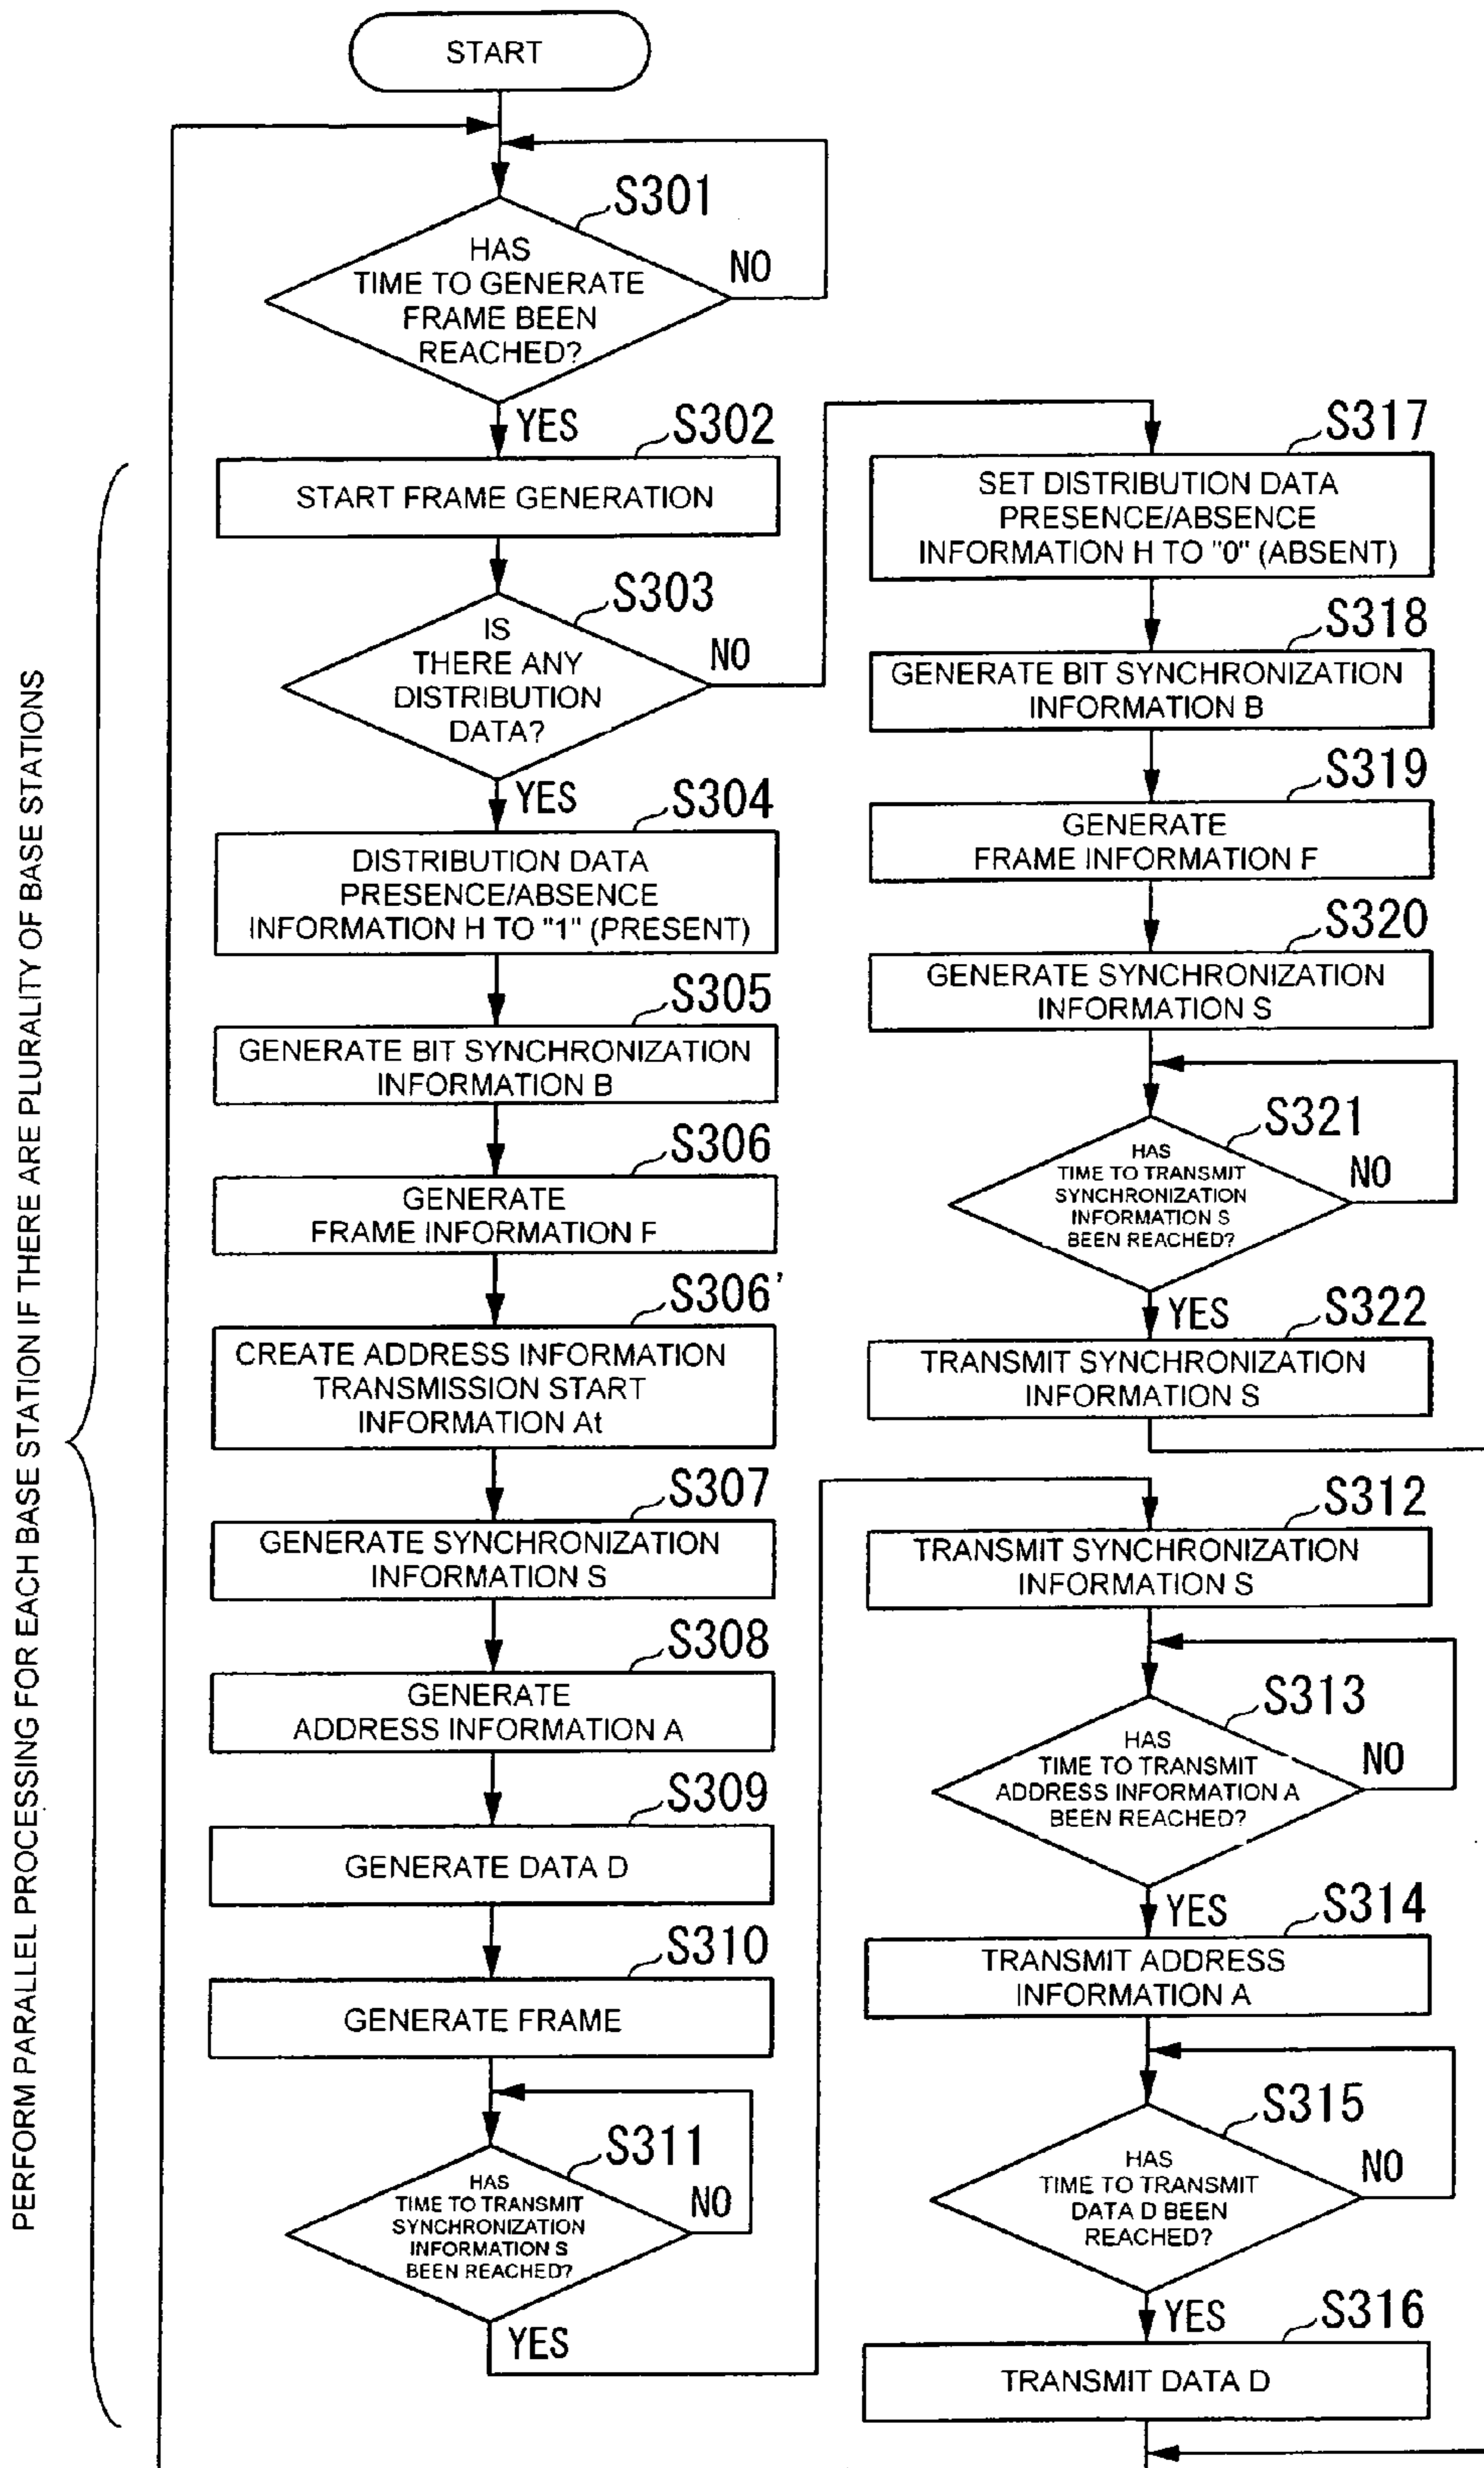 START
S301
HAS
TIME TO GENERATE
FRAME BEEN
REACHED?
NO
YES
S302
START FRAME GENERATION
S303
IS
THERE ANY
DISTRIBUTION
DATA?
NO
YES
S304
DISTRIBUTION DATA
PRESENCE/ABSENCE
INFORMATION H TO "1" (PRESENT)
S305
GENERATE BIT SYNCHRONIZATION
INFORMATION B
S306
GENERATE
FRAME INFORMATION F
S306'
CREATE ADDRESS INFORMATION
TRANSMISSION START
INFORMATION At
S307
GENERATE SYNCHRONIZATION
INFORMATION S
S308
GENERATE
ADDRESS INFORMATION A
S309
GENERATE DATA D
S310
GENERATE FRAME
S311
HAS
TIME TO TRANSMIT
SYNCHRONIZATION
INFORMATION S
BEEN REACHED?
NO
YES
S317
SET DISTRIBUTION DATA
PRESENCE/ABSENCE
INFORMATION H TO "0" (ABSENT)
S318
GENERATE BIT SYNCHRONIZATION
INFORMATION B
S319
GENERATE
FRAME INFORMATION F
S320
GENERATE SYNCHRONIZATION
INFORMATION S
S321
HAS
TIME TO TRANSMIT
SYNCHRONIZATION
INFORMATION S
BEEN REACHED?
NO
YES
S322
TRANSMIT SYNCHRONIZATION
INFORMATION S
S312
TRANSMIT SYNCHRONIZATION
INFORMATION S
S313
HAS
TIME TO TRANSMIT
ADDRESS INFORMATION A
BEEN REACHED?
NO
YES
S314
TRANSMIT ADDRESS
INFORMATION A
S315
HAS
TIME TO TRANSMIT
DATA D BEEN
REACHED?
NO
YES
S316
TRANSMIT DATA D
PERFORM PARALLEL PROCESSING FOR EACH BASE STATION IF THERE ARE PLURALITY OF BASE STATIONS